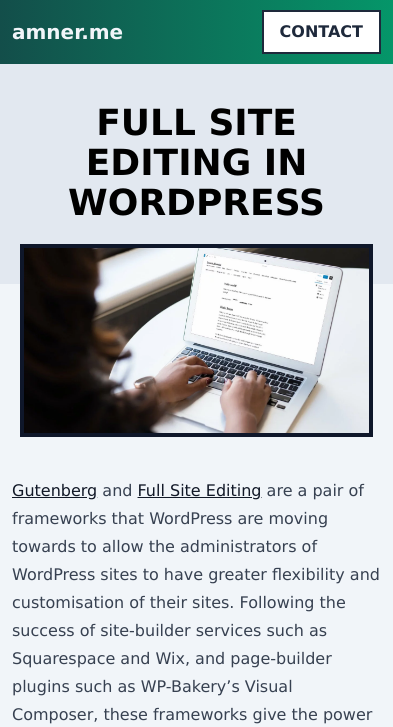 amner.me
CONTACT
FULL SITE
EDITING IN
WORDPRESS
Gutenberg and Full Site Editing are a pair of
frameworks that WordPress are moving
towards to allow the administrators of
WordPress sites to have greater flexibility and
customisation of their sites. Following the
success of site-builder services such as
Squarespace and Wix, and page-builder
plugins such as WP-Bakery’s Visual
Composer, these frameworks give the power